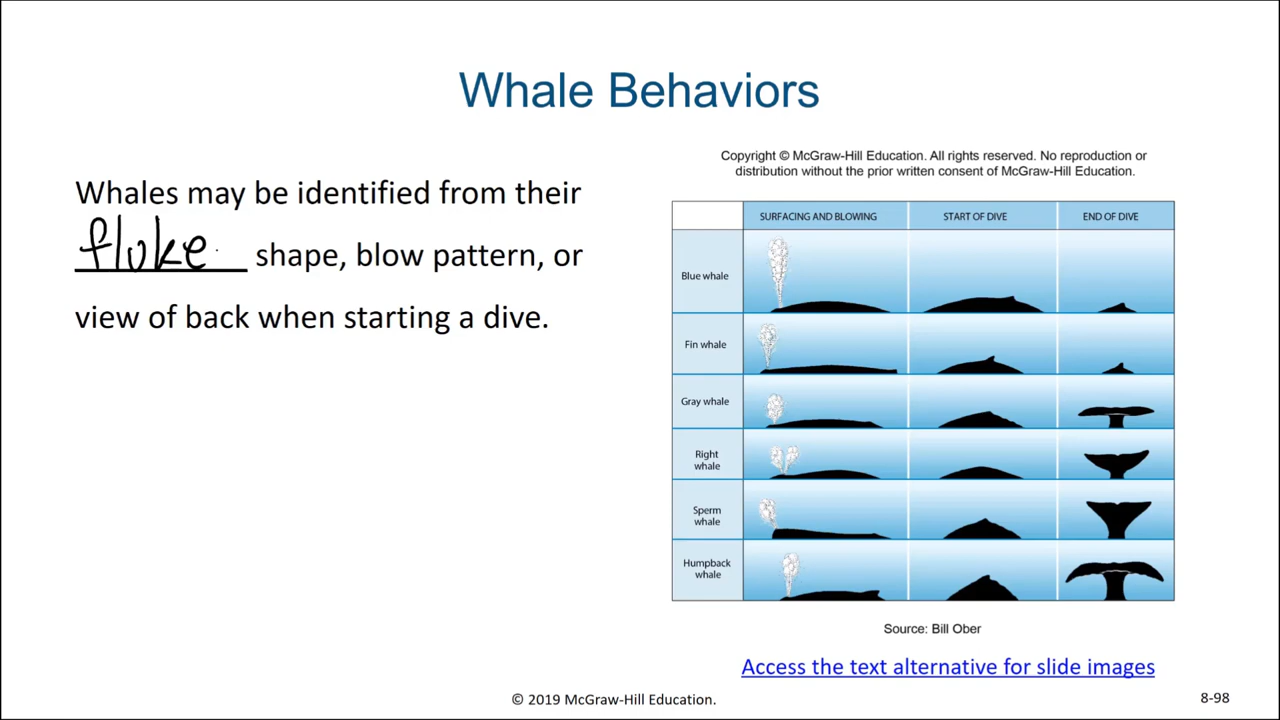 Whale Behaviors
Whales may be identified from their
fluke shape, blow pattern, or
view of back when starting a dive.
Copyright © McGraw-Hill Education. All rights reserved. No reproduction or
distribution without the prior written consent of McGraw-Hill Education.
SURFACING AND BLOWING START OF DIVE END OF DIVE
Blue whale
Fin whale
Gray whale
Right
whale
Sperm
whale
Humpback
whale
Source: Bill Ober
Access the text alternative for slide images
© 2019 McGraw-Hill Education.
8-98